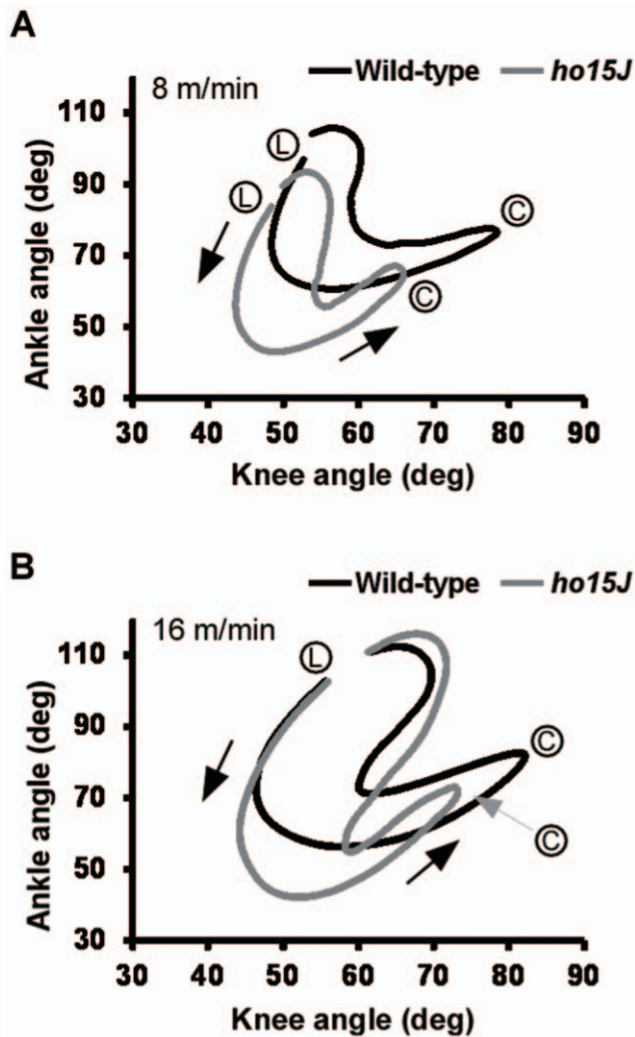 A
Wild-type ho15J
8 m/min
Ankle angle (deg)
110
90
70
50
30
L
L
C
C
30 40 50 60 70 80 90
Knee angle (deg)
B
Wild-type ho15J
16 m/min
Ankle angle (deg)
110
90
70
50
30
L
C
C
30 40 50 60 70 80 90
Knee angle (deg)